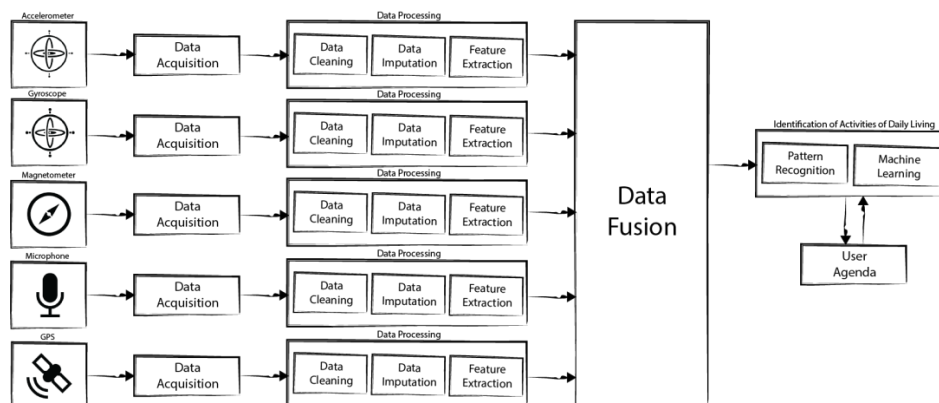 Accelerometer
Data
Acquisition
Data Processing
Data
Cleaning
Data
Imputation
Feature
Extraction
Gyroscope
Data
Acquisition
Data Processing
Data
Cleaning
Data
Imputation
Feature
Extraction
Magnetometer
Data
Acquisition
Data Processing
Data
Cleaning
Data
Imputation
Feature
Extraction
Microphone
Data
Acquisition
Data Processing
Data
Cleaning
Data
Imputation
Feature
Extraction
GPS
Data
Acquisition
Data Processing
Data
Cleaning
Data
Imputation
Feature
Extraction
Data
Fusion
Identification of Activities of Daily Living
Pattern
Recognition
Machine
Learning
User
Agenda